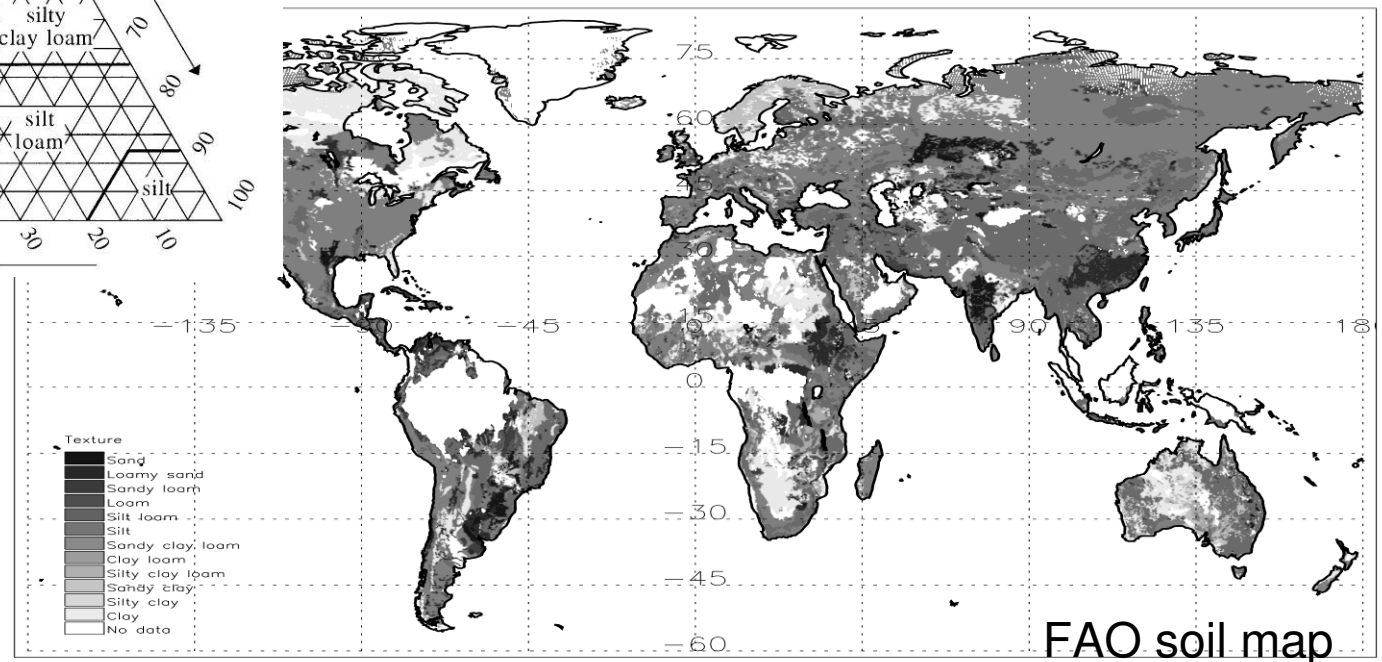 silty
clay loam
70
80
silt
loam
90
silt
100
30
20
10
75
60
45
30
15
-135
-45
90
135
18
0
-15
-30
-45
-60
Texture
Sand
Loamy sand
Sandy loam
Loam
Silt loam
Silt
Sandy clay loam
Clay loam
Silty clay loam
Sandy clay
Silty clay
Clay
No data
FAO soil map